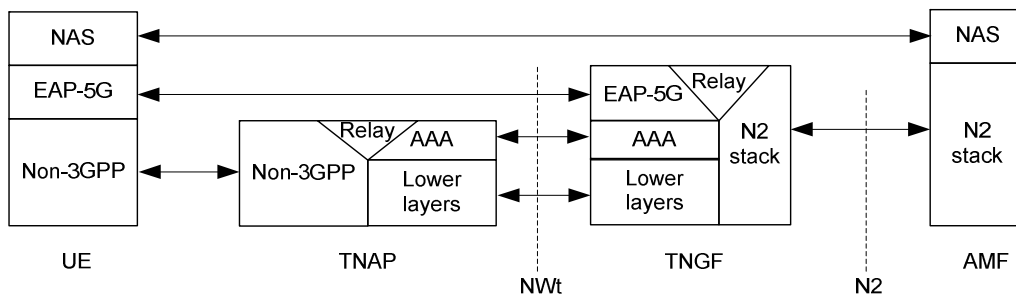 NAS
NAS
EAP-5G
EAP-5G
Relay
Relay
AAA
AAA
N2
stack
N2
stack
Non-3GPP
Non-3GPP
Lower
layers
Lower
layers
UE
TNAP
TNGF
AMF
NWt
N2